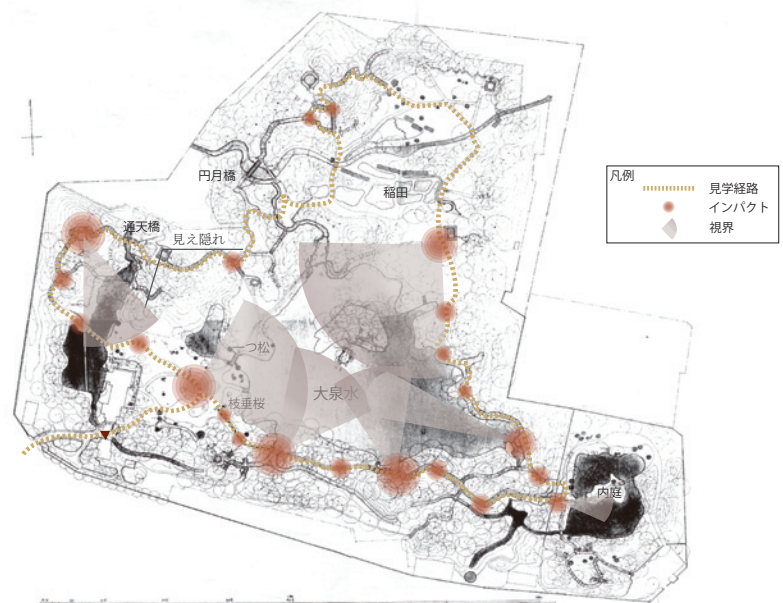 円月橋
稲田
通天橋
見え隠れ
一つ松
枝垂桜
大泉水
内庭
凡例
見学経路
インパクト
視界